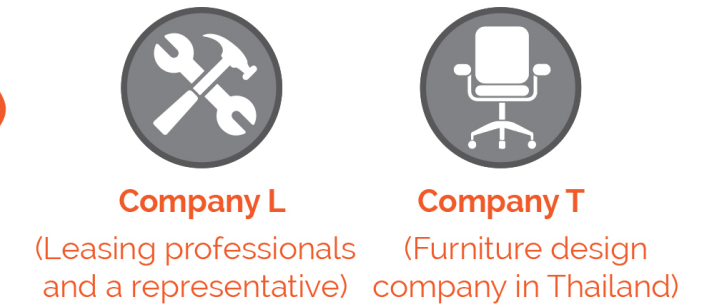 Company L
(Leasing professionals
and a representative)
Company T
(Furniture design
company in Thailand)